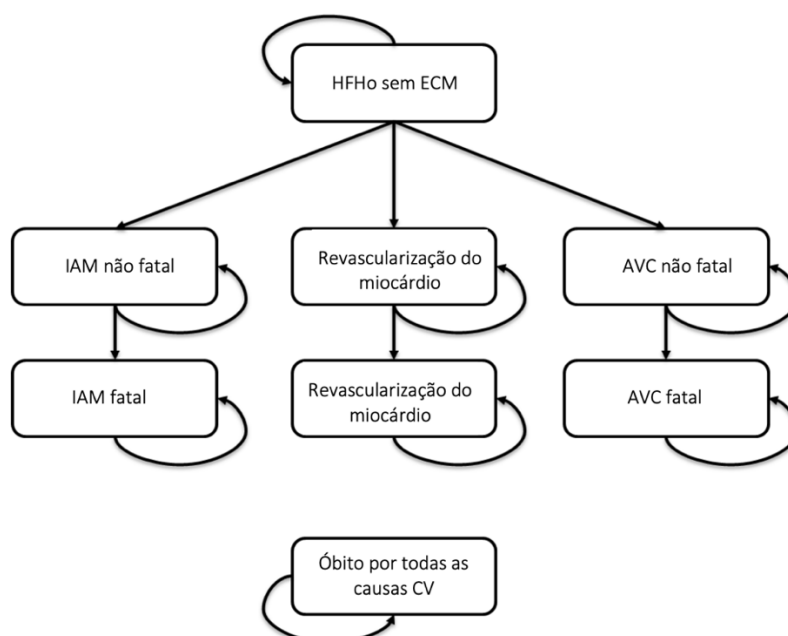 HFHo sem ECM
IAM não fatal
Revascularização do
miocárdio
AVC não fatal
IAM fatal
Revascularização do
miocárdio
AVC fatal
Óbito por todas as
causas CV